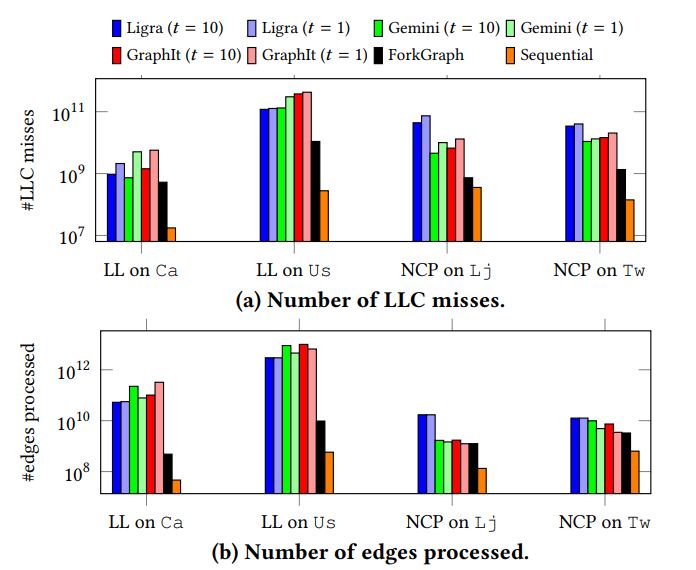 Ligra (t = 10) Ligra (t = 1) Gemini (t = 10) Gemini (t = 1)
GraphIt (t = 10) GraphIt (t = 1) ForkGraph Sequential
#LLC misses
10^11
10^9
10^7
LL on Ca LL on Us NCP on Lj NCP on Tw
(a) Number of LLC misses.
#edges processed
10^12
10^10
10^8
LL on Ca LL on Us NCP on Lj NCP on Tw
(b) Number of edges processed.